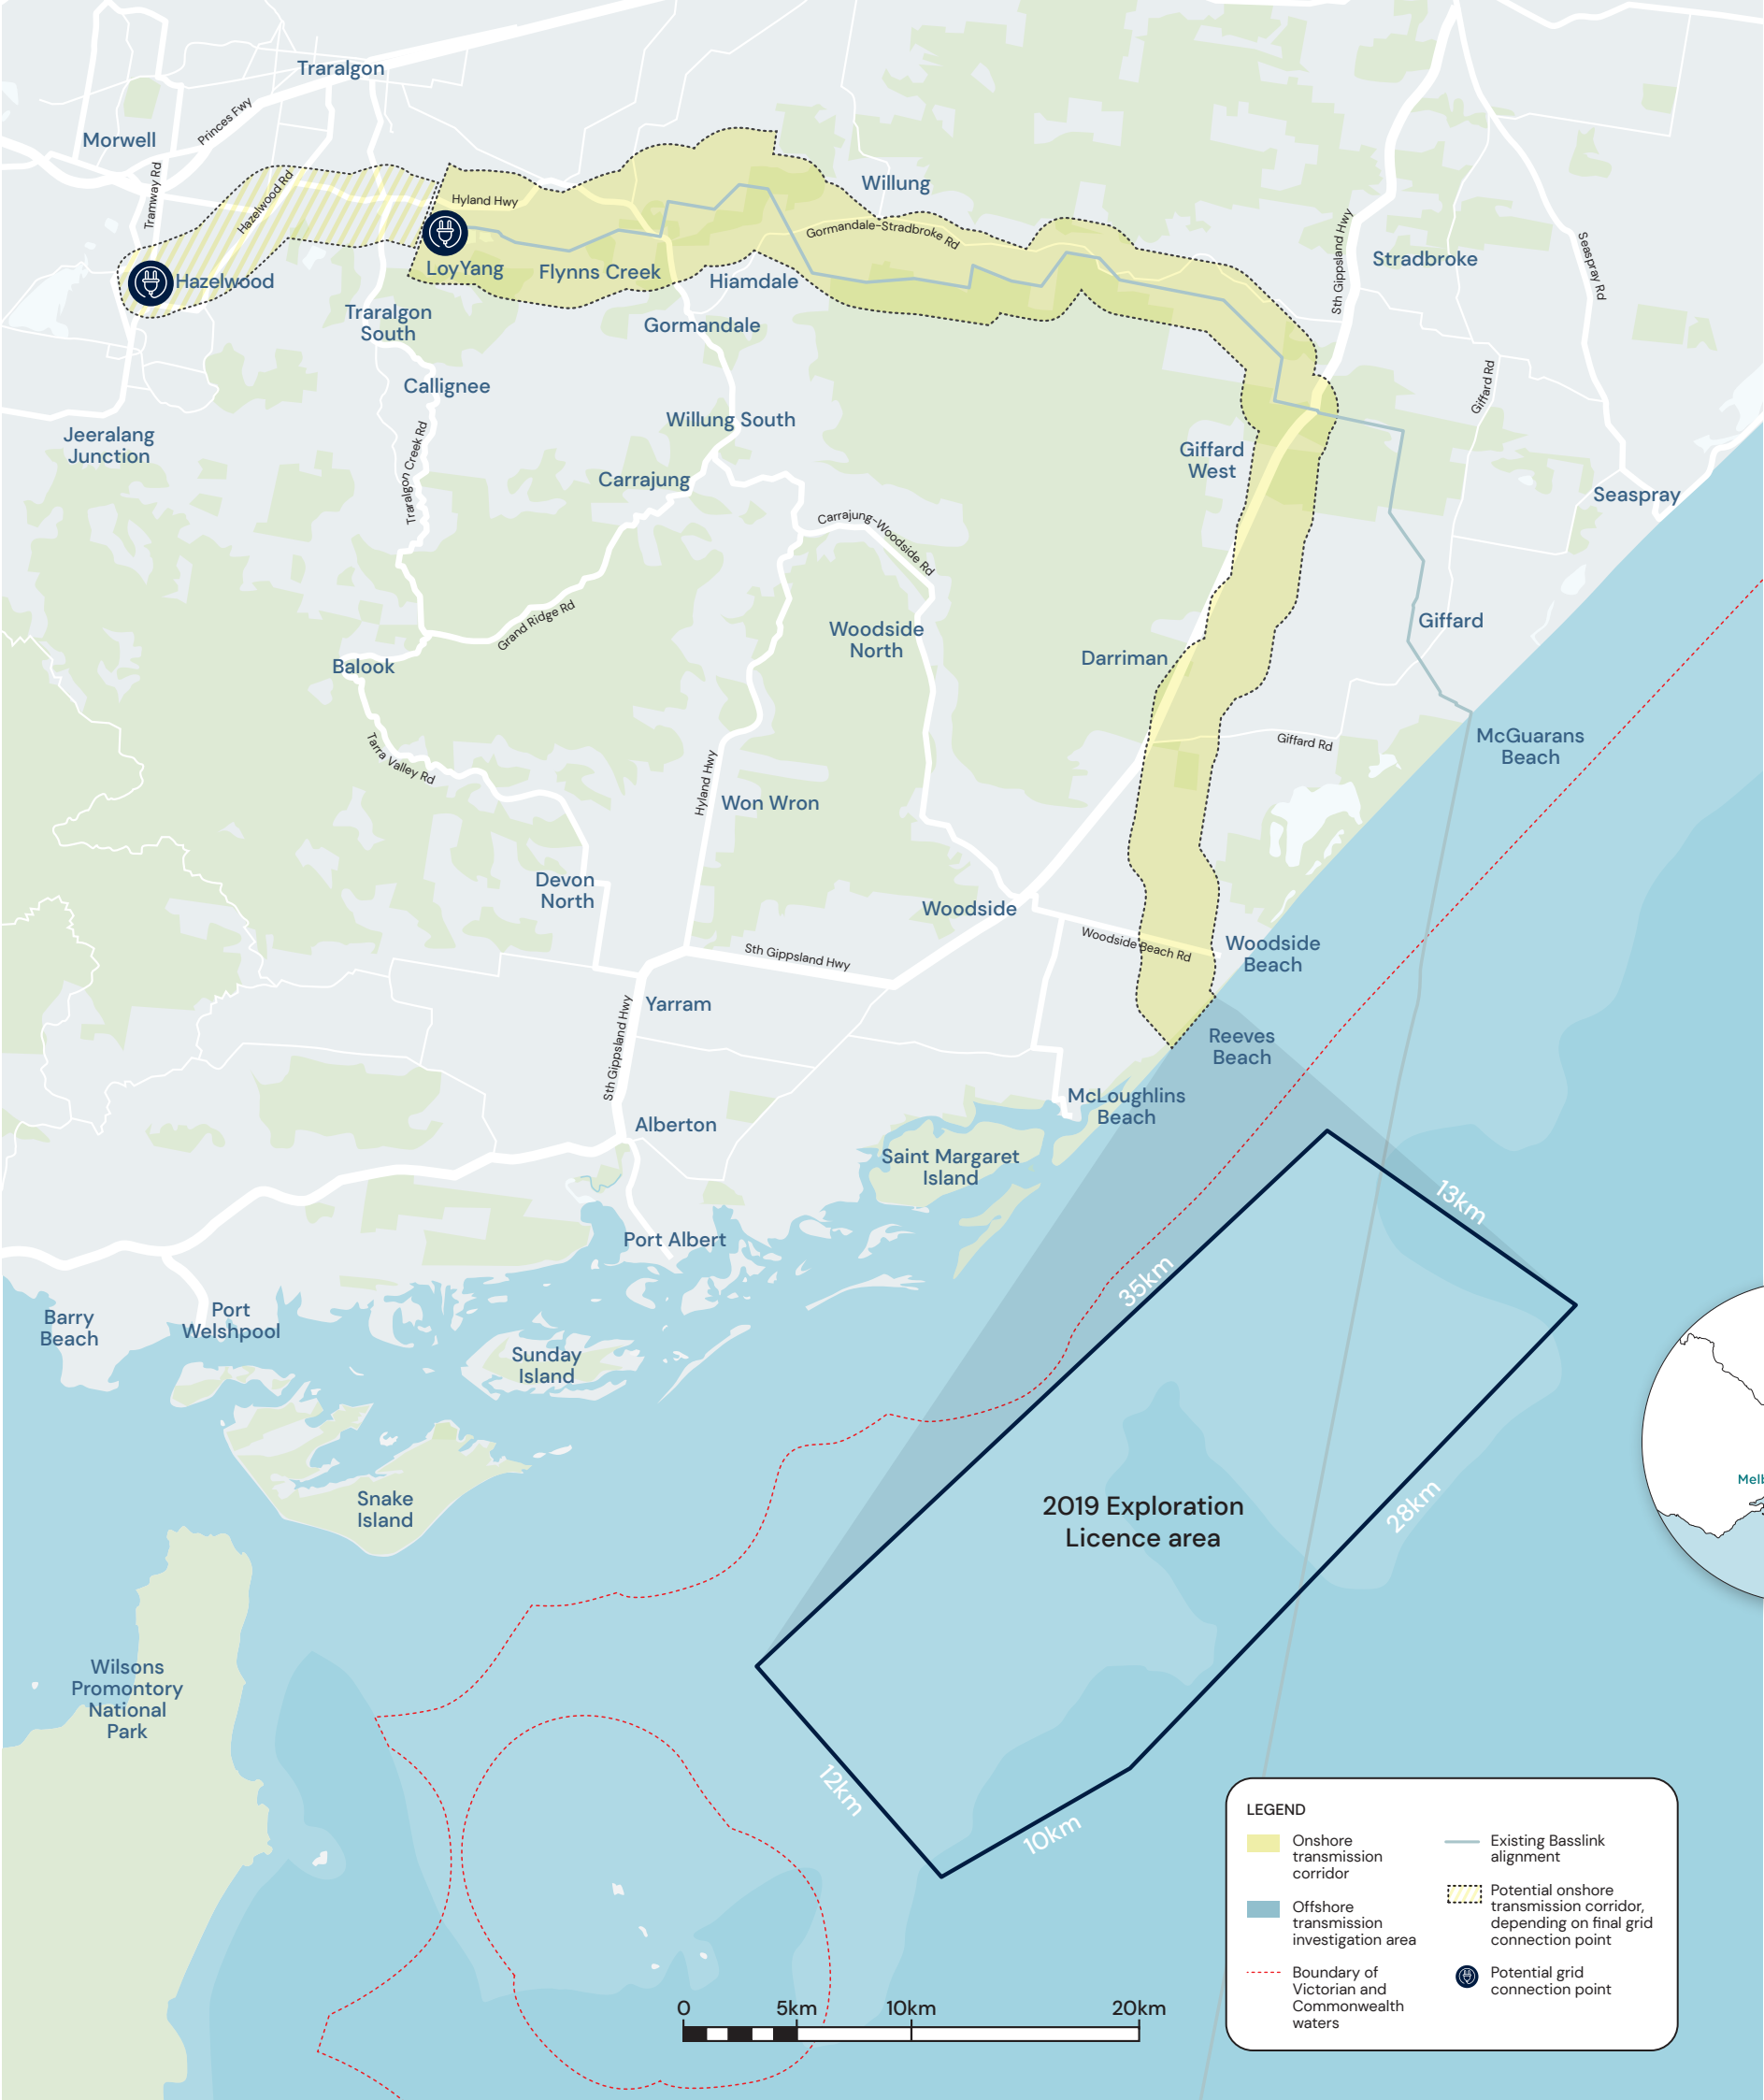 Traralgon
Princes Fwy
Morwell
Tramway Rd
Hazelwood Rd
Hyland Hwy
Willung
Gormandale-Stradbroke Rd
Sth Gippsland Hwy
Stradbroke
Seaspray Rd
Hazelwood
LoyYang
Flynns Creek
Hiamdale
Traralgon
South
Gormandale
Callignee
Giffard Rd
Willung South
Jeeralang
Junction
Traralgon Creek Rd
Carrajung
Giffard
West
Seaspray
Carrajung-Woodside Rd
Grand Ridge Rd
Woodside
North
Giffard
Balook
Darriman
Tarra Valley Rd
Giffard Rd
McGuarans
Beach
Hyland Hwy
Won Wron
Devon
North
Woodside
Woodside Beach Rd
Woodside
Beach
Sth Gippsland Hwy
Yarram
Sth Gippsland Hwy
Reeves
Beach
McLoughlins
Beach
Alberton
Saint Margaret
Island
13km
Port Albert
35km
Barry
Beach
Port
Welshpool
Sunday
Island
Snake
Island
2019 Exploration
Licence area
28km
Melb
Wilsons
Promontory
National
Park
12km
10km
0
5km
10km
20km
LEGEND
Onshore
transmission
corridor
Offshore
transmission
investigation area
Boundary of
Victorian and
Commonwealth
waters
Existing Basslink
alignment
Potential onshore
transmission corridor,
depending on final grid
connection point
Potential grid
connection point